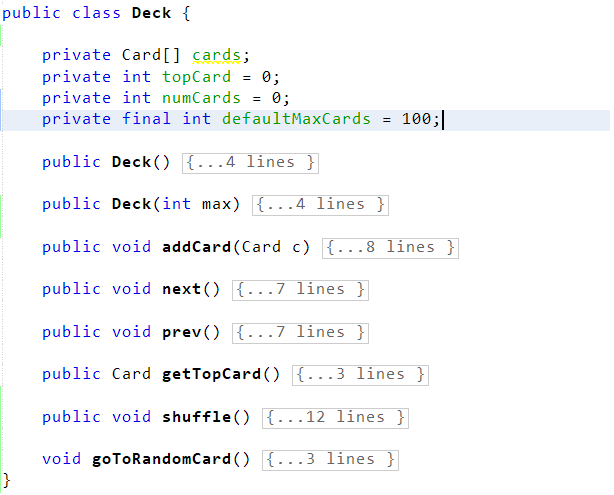 public class Deck {
private Card[] cards;
private int topCard = 0;
private int numCards = 0;
private final int defaultMaxCards = 100;
public Deck() {...4 lines }
public Deck(int max) {...4 lines }
public void addCard(Card c) {...8 lines }
public void next() {...7 lines }
public void prev() {...7 lines }
public Card getTopCard() {...3 lines }
public void shuffle() {...12 lines }
void goToRandomCard() {...3 lines }
}